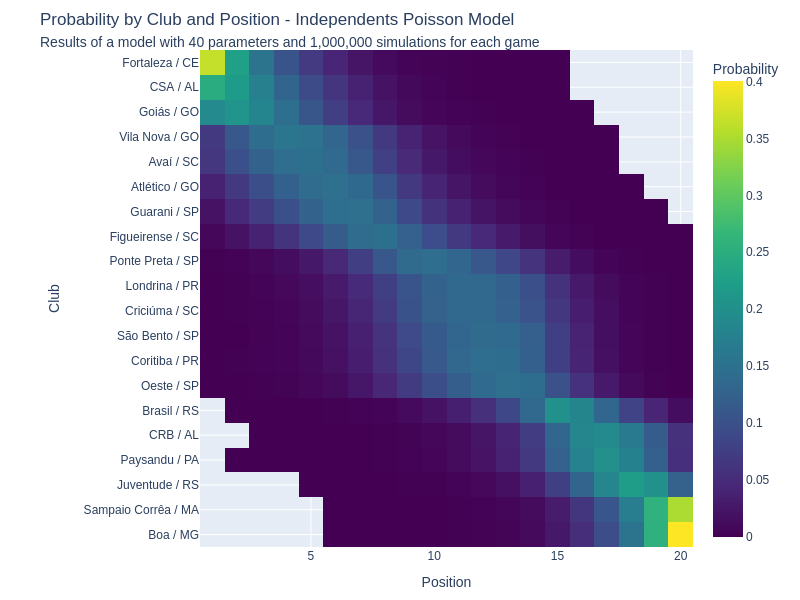 Probability by Club and Position - Independents Poisson Model
Results of a model with 40 parameters and 1,000,000 simulations for each game
Probability
Fortaleza / CE
CSA / AL
Goiás / GO
Vila Nova / GO
Avaí / SC
Atlético / GO
Guarani / SP
Figueirense / SC
Ponte Preta / SP
Londrina / PR
Criciúma / SC
São Bento / SP
Coritiba / PR
Oeste / SP
Brasil / RS
CRB / AL
Paysandu / PA
Juventude / RS
Sampaio Corrêa / MA
Boa / MG
Club
5
10
15
20
Position
0.4
0.35
0.3
0.25
0.2
0.15
0.1
0.05
0